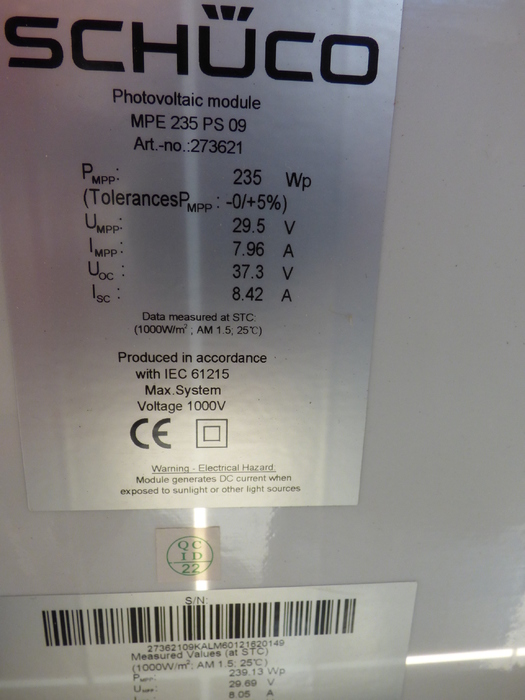 SCHÜCO
Photovoltaic module
MPE 235 PS 09
Art.-no.:273621
PMPP: 235 Wp
(TolerancesPMPP : -0/+5%)
UMPP: 29.5 V
IMPP: 7.96 A
UOC : 37.3 V
ISC : 8.42 A
Data measured at STC:
(1000W/m²; AM 1.5; 25℃)
Produced in accordance
with IEC 61215
Max.System
Voltage 1000V
CE
Warning - Electrical Hazard:
Module generates DC current when
exposed to sunlight or other light sources
QC
ID
22
S/N:
27362109KALM60121620149
Measured Values (at STC)
(1000W/m²; AM 1.5; 25℃)
PMPP: 239.13 Wp
UMPP: 29.69 V
8.05 A